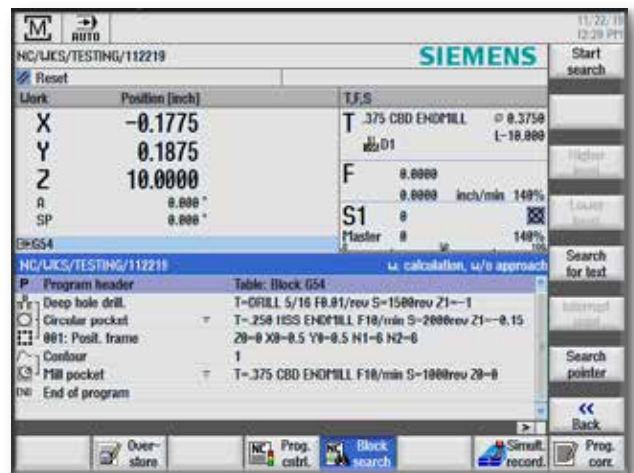 M AUTO
11/22/19
12:29 PM
NC/WKS/TESTING/112219
SIEMENS
Start search
Reset
Work Position [inch] T,F,S
X -0.1775
T .375 CBD ENDMILL ⌀ 0.3750
D1 L-10.000
Y 0.1875
Z 10.0000
F 0.0000
0.0000 inch/min 140%
A 0.000 °
SP 0.000 °
S1 0
Master 0 140%
G54
NC/WKS/TESTING/112219
w. calculation, w/o approach
Search for text
P Program header Table: Block G54
Deep hole drill. T=DRILL 5/16 F0.01/rev S=1500rev Z1=-1
Circular pocket T=.250 HSS ENDMILL F10/min S=2000rev Z1=-0.15
001: Posit. frame Z0=0 X0=0.5 Y0=0.5 N1=6 N2=6
Contour 1
Mill pocket T=.375 CBD ENDMILL F10/min S=1000rev Z0=0
END End of program
Higher level
Lower level
Interrupt point
Search pointer
<< Back
Over-store
NC Prog. cntrl.
NC Block search
Simult. record.
Prog. corr.